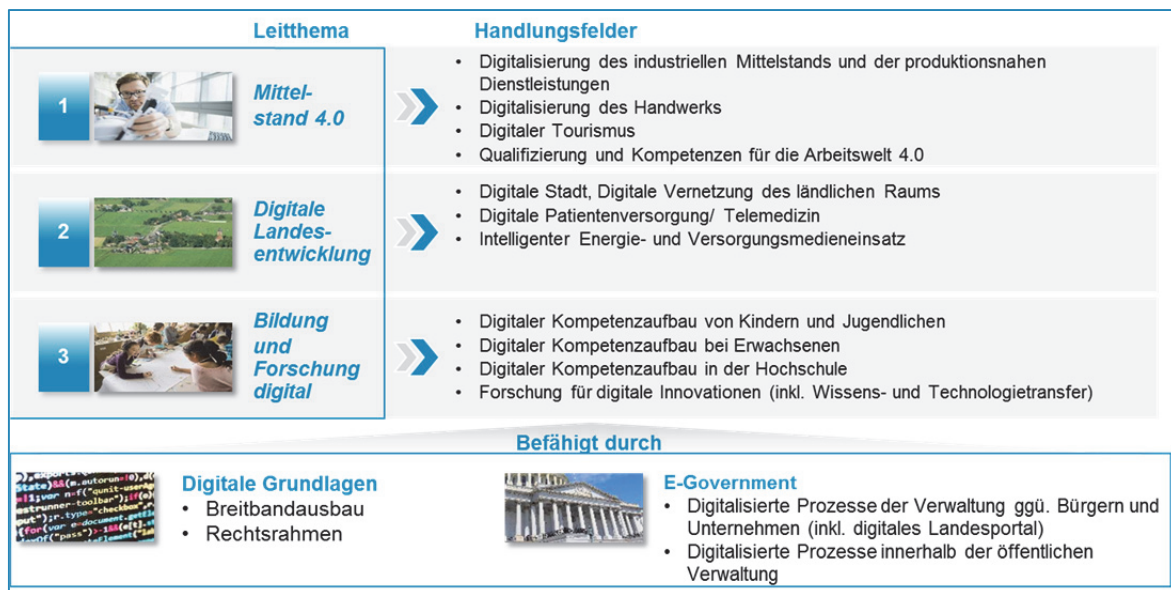 Leitthema
Handlungsfelder
1
Mittel-
stand 4.0
• Digitalisierung des industriellen Mittelstands und der produktionsnahen
Dienstleistungen
• Digitalisierung des Handwerks
• Digitaler Tourismus
• Qualifizierung und Kompetenzen für die Arbeitswelt 4.0
2
Digitale
Landes-
entwicklung
• Digitale Stadt, Digitale Vernetzung des ländlichen Raums
• Digitale Patientenversorgung/ Telemedizin
• Intelligenter Energie- und Versorgungsmedieneinsatz
3
Bildung
und
Forschung
digital
• Digitaler Kompetenzaufbau von Kindern und Jugendlichen
• Digitaler Kompetenzaufbau bei Erwachsenen
• Digitaler Kompetenzaufbau in der Hochschule
• Forschung für digitale Innovationen (inkl. Wissens- und Technologietransfer)
Befähigt durch
Digitale Grundlagen
• Breitbandausbau
• Rechtsrahmen
E-Government
• Digitalisierte Prozesse der Verwaltung ggü. Bürgern und
Unternehmen (inkl. digitales Landesportal)
• Digitalisierte Prozesse innerhalb der öffentlichen
Verwaltung